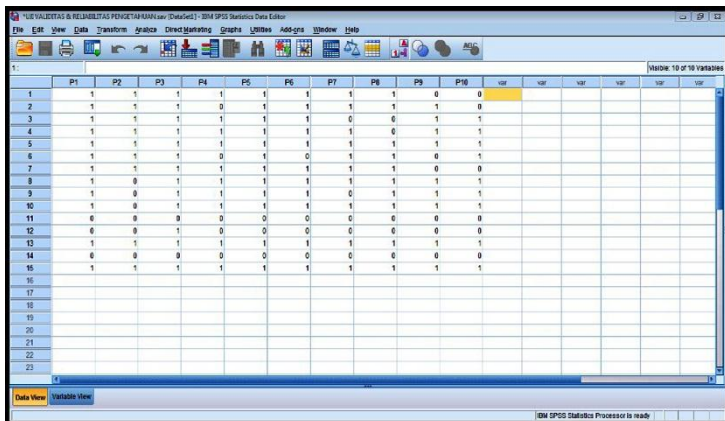 *UJI VALIDITAS & RELIABILITAS PENGETAHUAN.sav [DataSet1] - IBM SPSS Statistics Data Editor
File Edit View Data Transform Analyze Direct Marketing Graphs Utilities Add-ons Window Help
1 : Visible: 10 of 10 Variables
P1 P2 P3 P4 P5 P6 P7 P8 P9 P10 var var var var var var
1 1 1 1 1 1 1 1 1 0 0
2 1 1 1 0 1 1 1 1 1 0
3 1 1 1 1 1 1 0 0 1 1
4 1 1 1 1 1 1 1 0 1 1
5 1 1 1 1 1 1 1 1 1 1
6 1 1 1 0 1 0 1 1 0 1
7 1 1 1 1 1 1 1 1 0 0
8 1 0 1 1 1 1 1 1 1 1
9 1 0 1 1 1 1 0 1 1 1
10 1 0 1 1 1 1 1 1 1 1
11 0 0 0 0 0 0 0 0 0 0
12 0 0 1 0 0 0 0 0 0 0
13 1 1 1 1 1 1 1 1 1 1
14 0 0 0 0 0 0 0 0 0 0
15 1 1 1 1 1 1 1 1 1 1
16
17
18
19
20
21
22
23
Data View Variable View
IBM SPSS Statistics Processor is ready